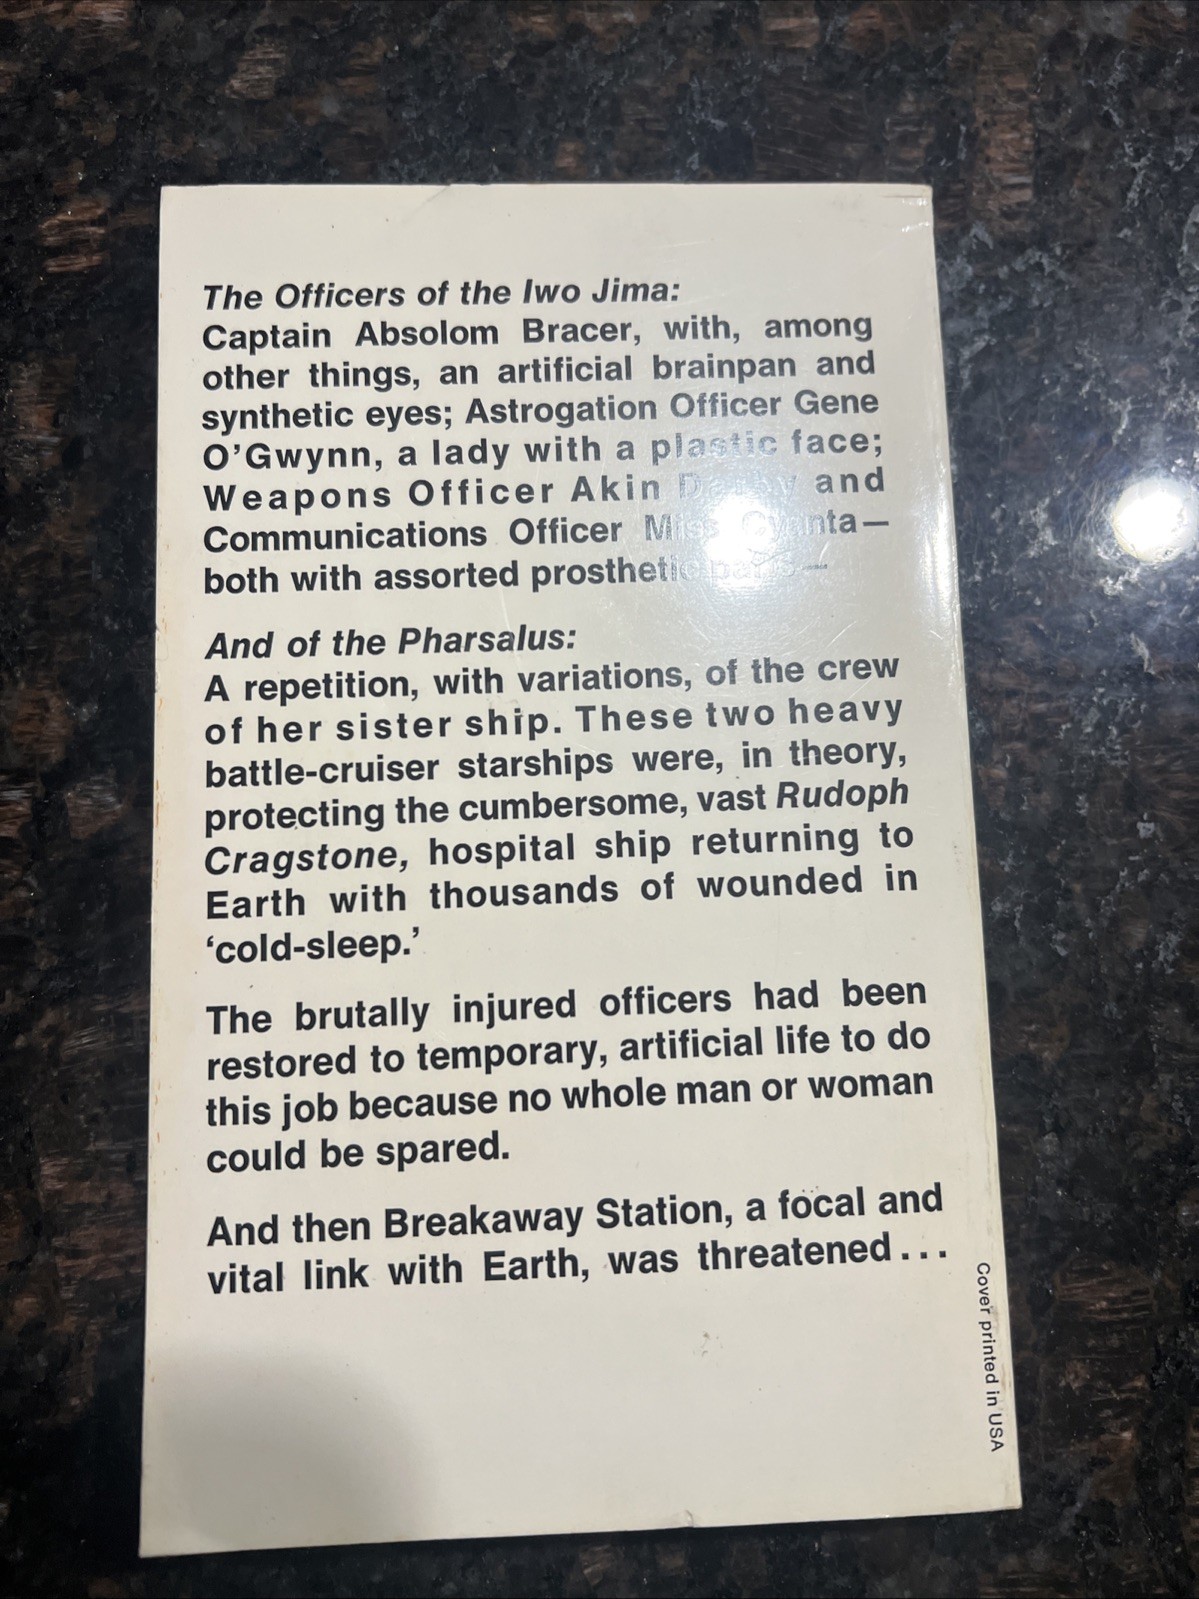 The Officers of the Iwo Jima:
Captain Absolom Bracer, with, among
other things, an artificial brainpan and
synthetic eyes; Astrogation Officer Gene
O'Gwynn, a lady with a plastic face;
Weapons Officer Akin and
Communications Officer Miss
both with assorted prosthetic parts—
And of the Pharsalus:
A repetition, with variations, of the crew
of her sister ship. These two heavy
battle-cruiser starships were, in theory,
protecting the cumbersome, vast Rudoph
Cragstone, hospital ship returning to
Earth with thousands of wounded in
‘cold-sleep.’
The brutally injured officers had been
restored to temporary, artificial life to do
this job because no whole man or woman
could be spared.
And then Breakaway Station, a focal and
vital link with Earth, was threatened...
Cover printed in USA